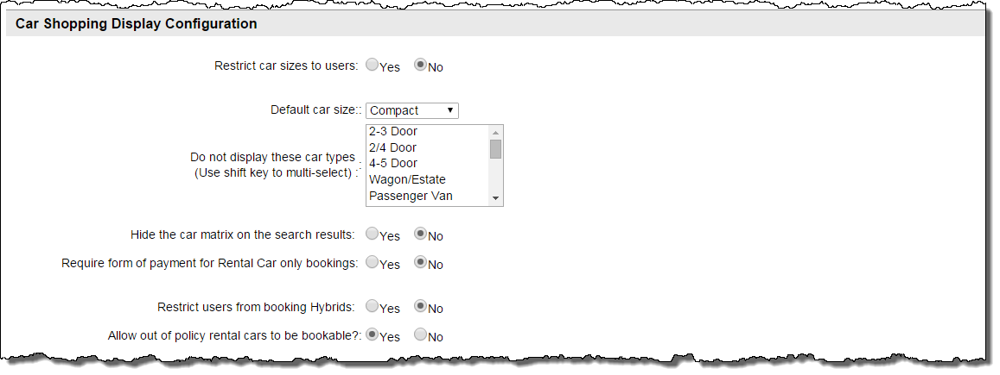 Car Shopping Display Configuration
Restrict car sizes to users: Yes No
Default car size:: Compact
2-3 Door
2/4 Door
Do not display these car types :
4-5 Door
(Use shift key to multi-select) :
Wagon/Estate
Passenger Van
Hide the car matrix on the search results: Yes No
Require form of payment for Rental Car only bookings: Yes No
Restrict users from booking Hybrids: Yes No
Allow out of policy rental cars to be bookable?: Yes No